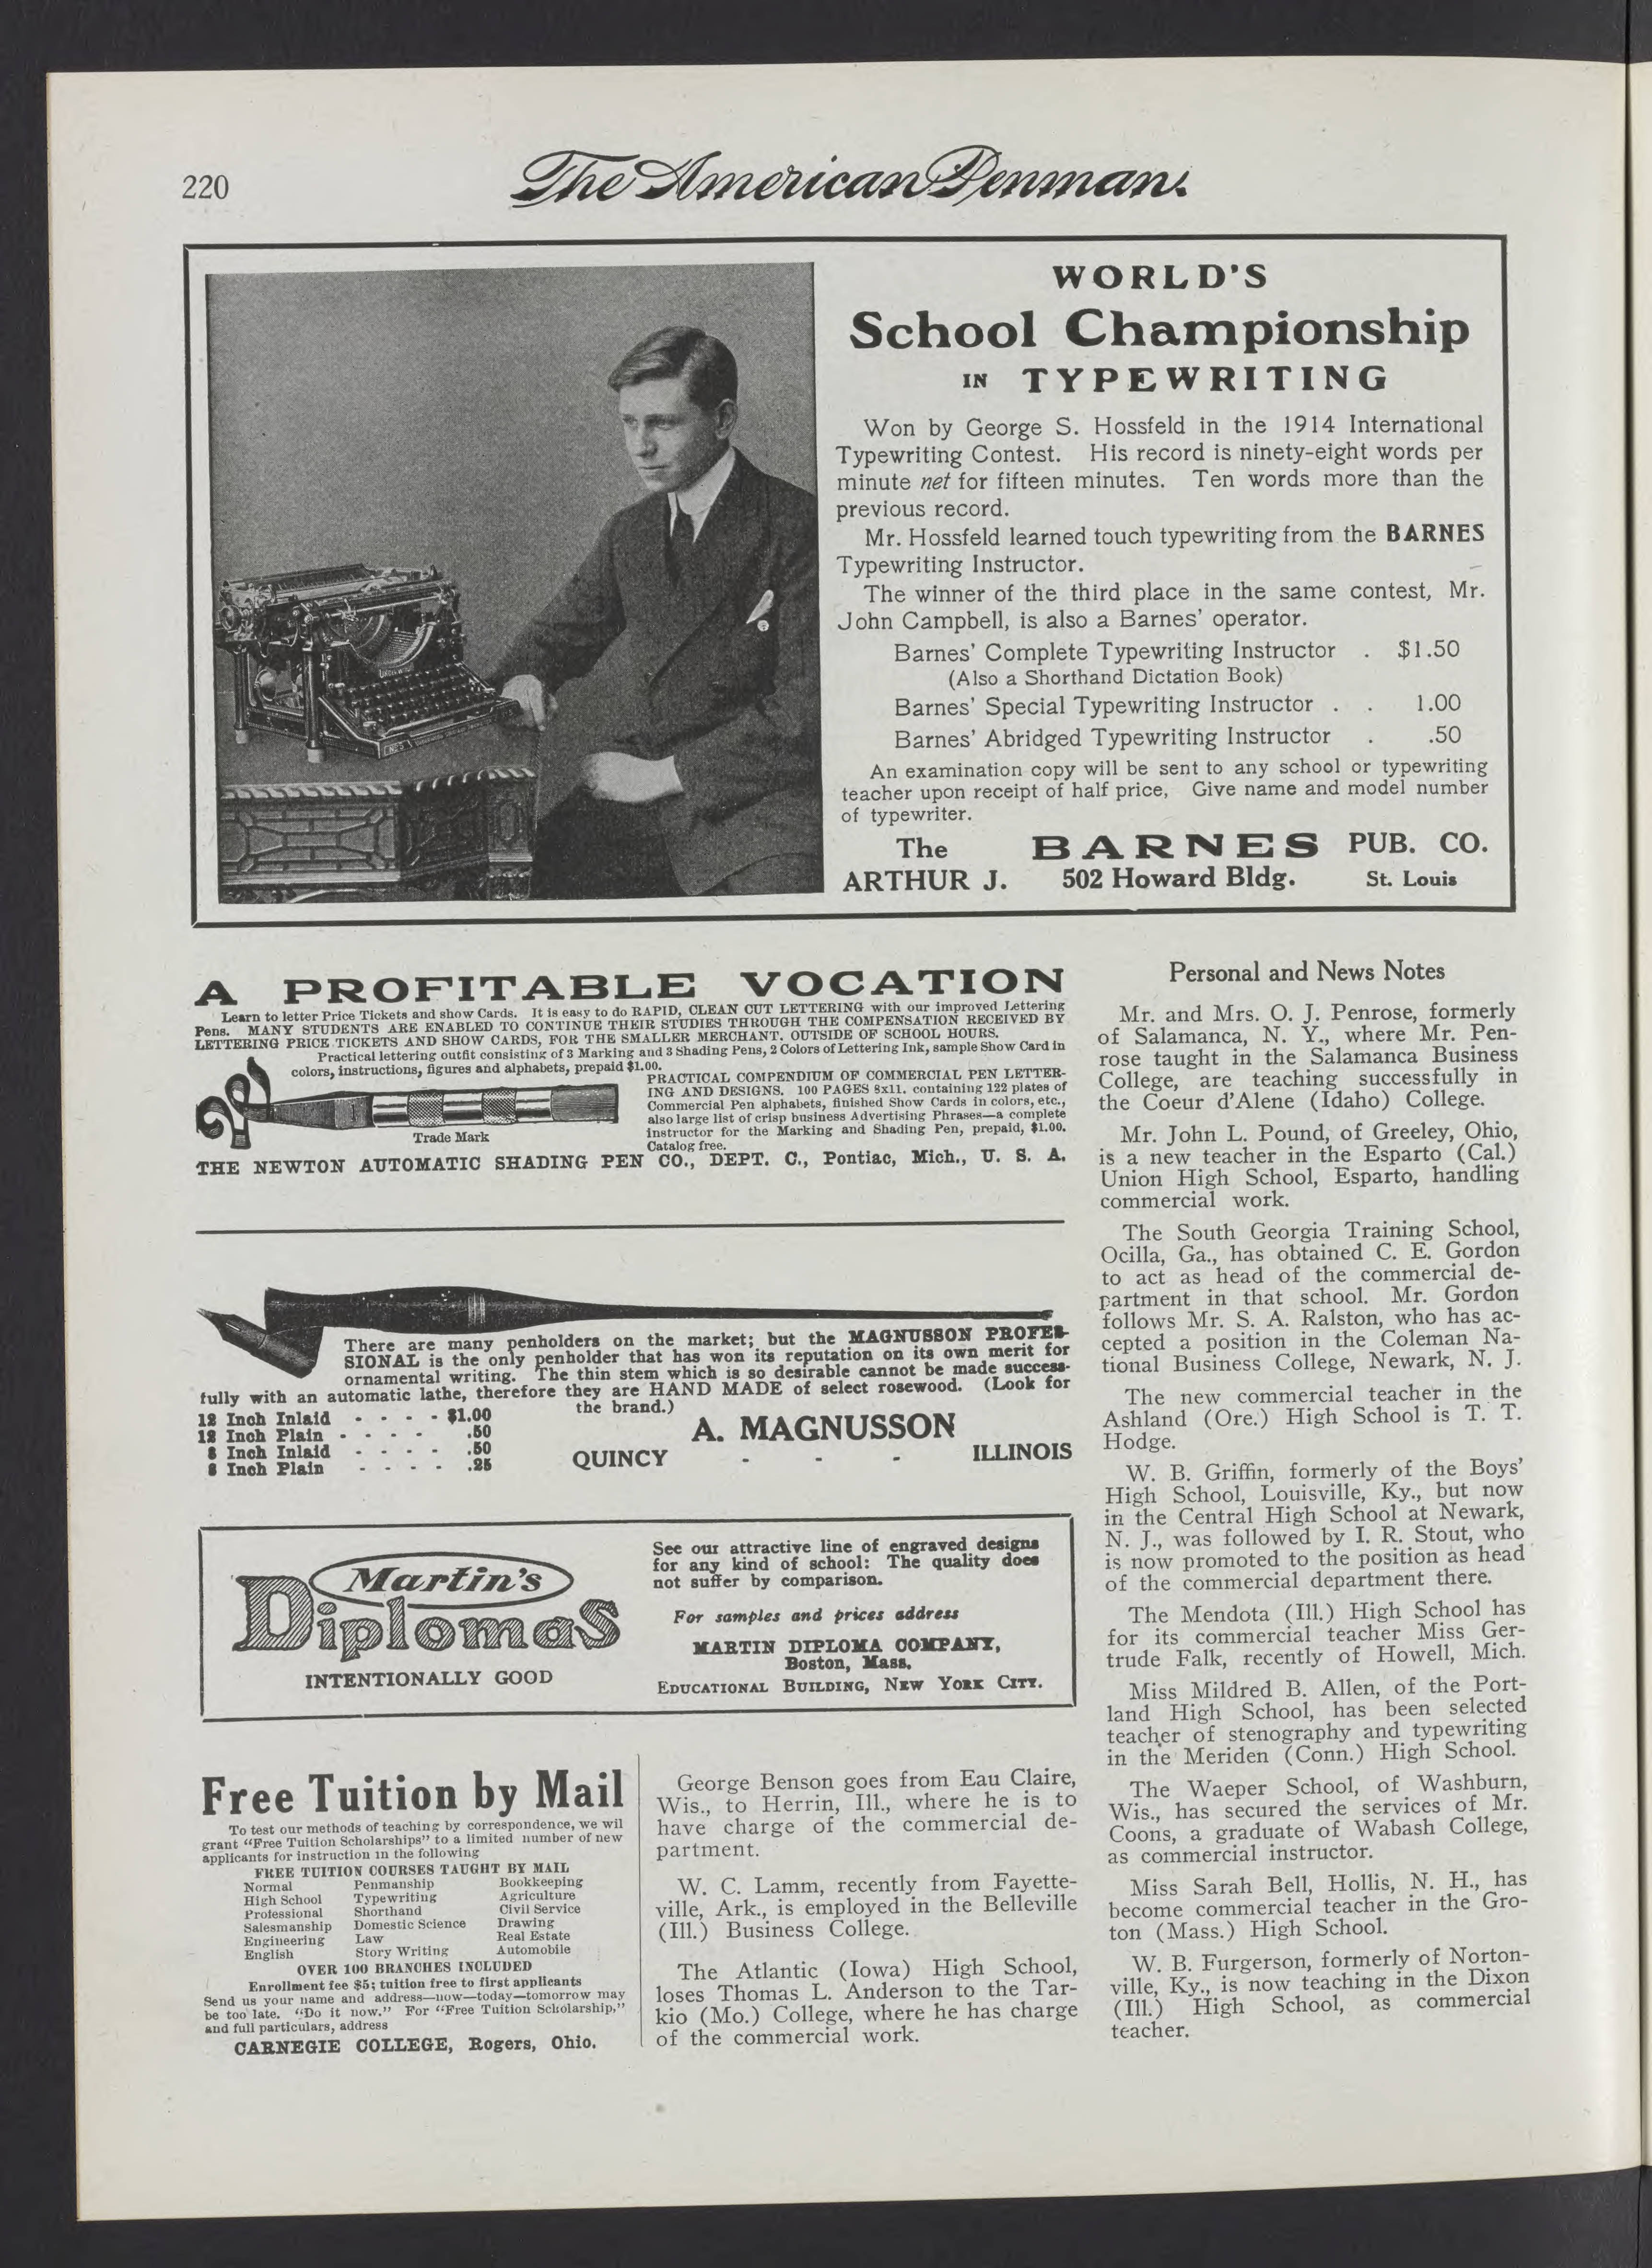 220
The American Penman.
WORLD'S
School Championship
IN TYPEWRITING
Won by George S. Hossfeld in the 1914 International
Typewriting Contest. His record is ninety-eight words per
minute net for fifteen minutes. Ten words more than the
previous record.
Mr. Hossfeld learned touch typewriting from the BARNES
Typewriting Instructor.
The winner of the third place in the same contest, Mr.
John Campbell, is also a Barnes' operator.
Barnes' Complete Typewriting Instructor . $1.50
(Also a Shorthand Dictation Book)
Barnes' Special Typewriting Instructor . . 1.00
Barnes' Abridged Typewriting Instructor . .50
An examination copy will be sent to any school or typewriting
teacher upon receipt of half price, Give name and model number
of typewriter.
The BARNES PUB. CO.
ARTHUR J. 502 Howard Bldg. St. Louis
UNDERWOOD
A PROFITABLE VOCATION
Learn to letter Price Tickets and show Cards. It is easy to do RAPID, CLEAN CUT LETTERING with our improved Lettering
Pens. MANY STUDENTS ARE ENABLED TO CONTINUE THEIR STUDIES THROUGH THE COMPENSATION RECEIVED BY
LETTERING PRICE TICKETS AND SHOW CARDS, FOR THE SMALLER MERCHANT, OUTSIDE OF SCHOOL HOURS.
Practical lettering outfit consisting of 3 Marking and 3 Shading Pens, 2 Colors of Lettering Ink, sample Show Card in
colors, instructions, figures and alphabets, prepaid $1.00.
PRACTICAL COMPENDIUM OF COMMERCIAL PEN LETTER-
ING AND DESIGNS, 100 PAGES 8x11, containing 122 plates of
Commercial Pen alphabets, finished Show Cards in colors, etc.,
also large list of crisp business Advertising Phrases—a complete
instructor for the Marking and Shading Pen, prepaid, $1.00.
Catalog free.
Trade Mark
THE NEWTON AUTOMATIC SHADING PEN CO., DEPT. C., Pontiac, Mich., U. S. A.
There are many penholders on the market; but the MAGNUSSON PROFES-
SIONAL is the only penholder that has won its reputation on its own merit for
ornamental writing. The thin stem which is so desirable cannot be made success-
fully with an automatic lathe, therefore they are HAND MADE of select rosewood. (Look for
the brand.)
12 Inch Inlaid - - - - $1.00
12 Inch Plain - - - - .50
8 Inch Inlaid - - - - .50
8 Inch Plain - - - - .25
A. MAGNUSSON
QUINCY - - - ILLINOIS
Martin's
Diplomas
INTENTIONALLY GOOD
See our attractive line of engraved designs
for any kind of school: The quality does
not suffer by comparison.
For samples and prices address
MARTIN DIPLOMA COMPANY,
Boston, Mass.
EDUCATIONAL BUILDING, NEW YORK CITY.
Free Tuition by Mail
To test our methods of teaching by correspondence, we wil
grant "Free Tuition Scholarships" to a limited number of new
applicants for instruction in the following
FREE TUITION COURSES TAUGHT BY MAIL
Normal Penmanship Bookkeeping
High School Typewriting Agriculture
Professional Shorthand Civil Service
Salesmanship Domestic Science Drawing
Engineering Law Real Estate
English Story Writing Automobile
OVER 100 BRANCHES INCLUDED
Enrollment fee $5; tuition free to first applicants
Send us your name and address—now—today—tomorrow may
be too late. "Do it now." For "Free Tuition Scholarship,"
and full particulars, address
CARNEGIE COLLEGE, Rogers, Ohio.
George Benson goes from Eau Claire,
Wis., to Herrin, Ill., where he is to
have charge of the commercial de-
partment.
W. C. Lamm, recently from Fayette-
ville, Ark., is employed in the Belleville
(Ill.) Business College.
The Atlantic (Iowa) High School,
loses Thomas L. Anderson to the Tar-
kio (Mo.) College, where he has charge
of the commercial work.
Personal and News Notes
Mr. and Mrs. O. J. Penrose, formerly
of Salamanca, N. Y., where Mr. Pen-
rose taught in the Salamanca Business
College, are teaching successfully in
the Coeur d'Alene (Idaho) College.
Mr. John L. Pound, of Greeley, Ohio,
is a new teacher in the Esparto (Cal.)
Union High School, Esparto, handling
commercial work.
The South Georgia Training School,
Ocilla, Ga., has obtained C. E. Gordon
to act as head of the commercial de-
partment in that school. Mr. Gordon
follows Mr. S. A. Ralston, who has ac-
cepted a position in the Coleman Na-
tional Business College, Newark, N. J.
The new commercial teacher in the
Ashland (Ore.) High School is T. T.
Hodge.
W. B. Griffin, formerly of the Boys'
High School, Louisville, Ky., but now
in the Central High School at Newark,
N. J., was followed by I. R. Stout, who
is now promoted to the position as head
of the commercial department there.
The Mendota (Ill.) High School has
for its commercial teacher Miss Ger-
trude Falk, recently of Howell, Mich.
Miss Mildred B. Allen, of the Port-
land High School, has been selected
teacher of stenography and typewriting
in the Meriden (Conn.) High School.
The Waeper School, of Washburn,
Wis., has secured the services of Mr.
Coons, a graduate of Wabash College,
as commercial instructor.
Miss Sarah Bell, Hollis, N. H., has
become commercial teacher in the Gro-
ton (Mass.) High School.
W. B. Furgerson, formerly of Norton-
ville, Ky., is now teaching in the Dixon
(Ill.) High School, as commercial
teacher.